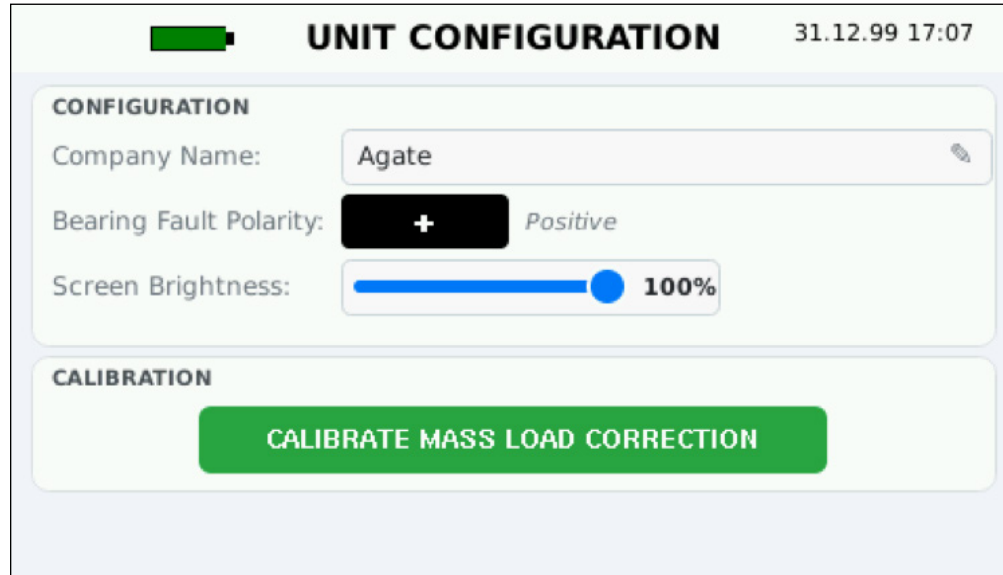 UNIT CONFIGURATION 31.12.99 17:07
CONFIGURATION
Company Name: Agate
Bearing Fault Polarity: + Positive
Screen Brightness: 100%
CALIBRATION
CALIBRATE MASS LOAD CORRECTION